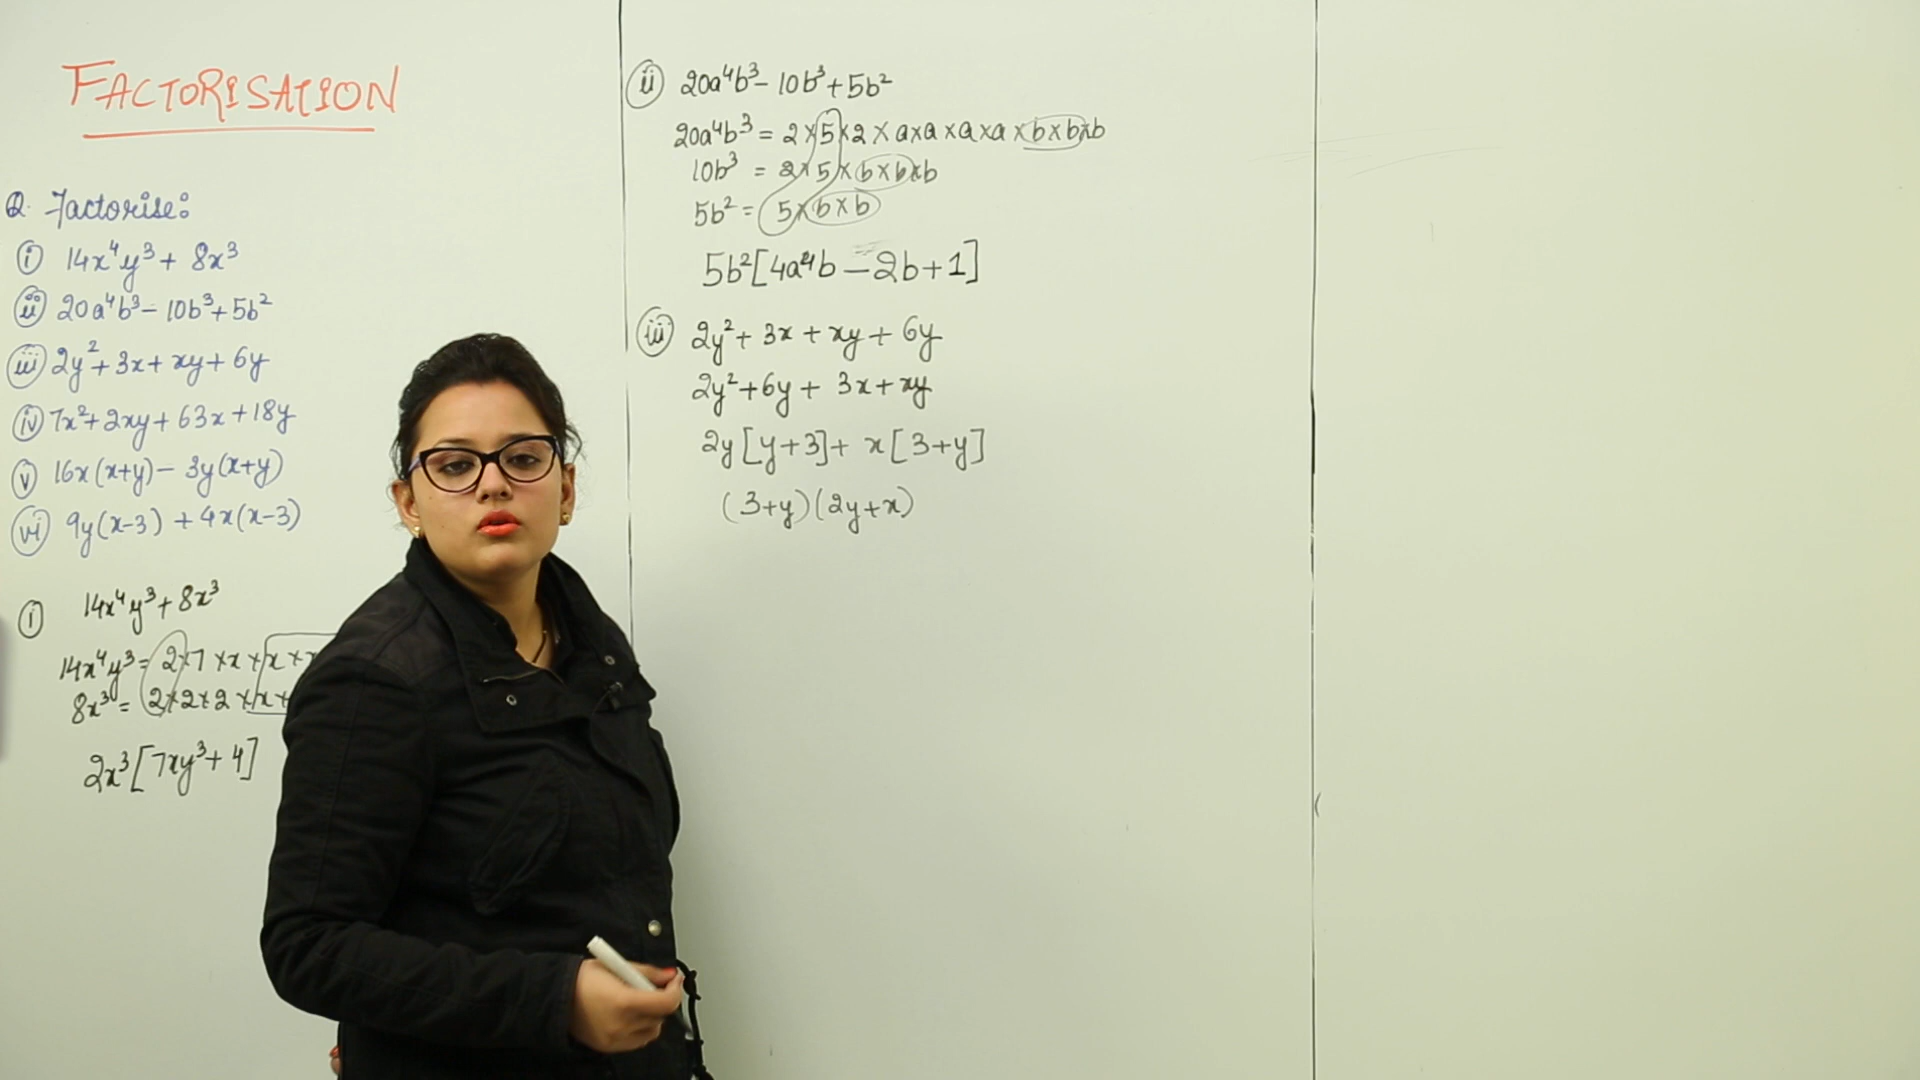 FACTORISATION
Q. Factorise:
(i) 14x⁴y³ + 8x³
(ii) 20a⁴b³ - 10b³ + 5b²
(iii) 2y² + 3x + xy + 6y
(iv) 7x² + 2xy + 63x + 18y
(v) 16x(x+y) - 3y(x+y)
(vi) 9y(x-3) + 4x(x-3)
(i) 14x⁴y³ + 8x³
14x⁴y³ = 2×7×x×x×x
8x³ = 2×2×2×x×
2x³[7xy³ + 4]
(ii) 20a⁴b³ - 10b³ + 5b²
20a⁴b³ = 2×5×2×a×a×a×a×b×b×b
10b³ = 2×5×b×b×b
5b² = 5×b×b
5b²[4a⁴b - 2b + 1]
(iii) 2y² + 3x + xy + 6y
2y² + 6y + 3x + xy
2y[y+3] + x[3+y]
(3+y)(2y+x)